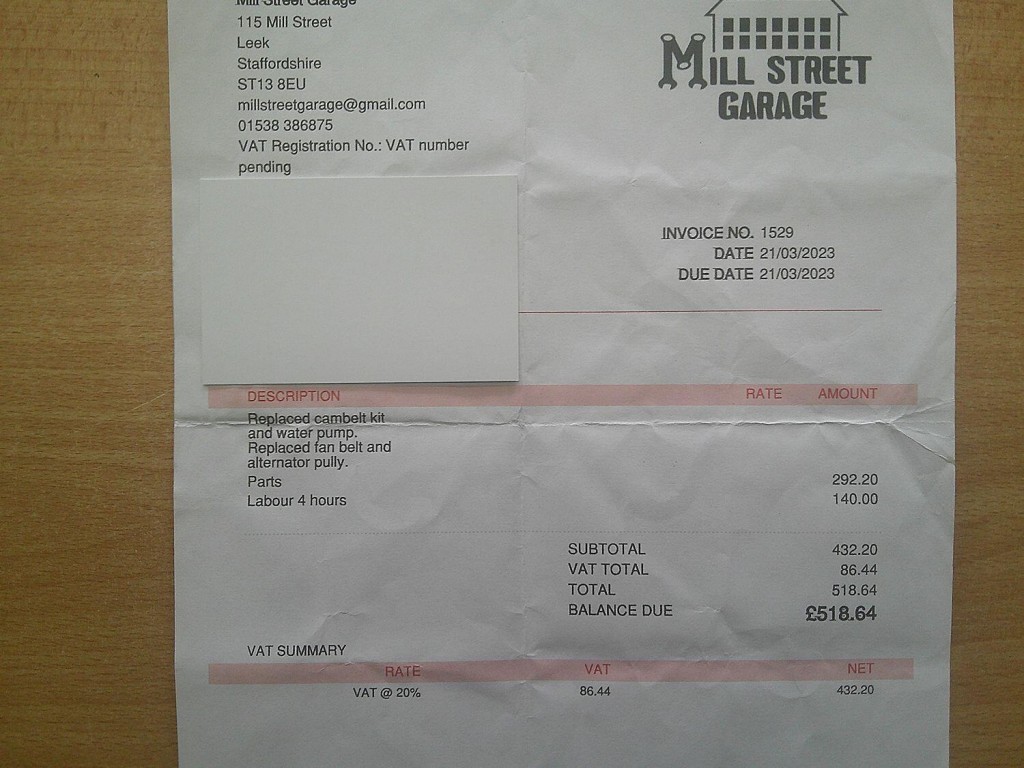 Mill Street Garage
115 Mill Street
Leek
Staffordshire
ST13 8EU
millstreetgarage@gmail.com
01538 386875
VAT Registration No.: VAT number
pending
MILL STREET
GARAGE
INVOICE NO. 1529
DATE 21/03/2023
DUE DATE 21/03/2023
DESCRIPTION RATE AMOUNT
Replaced cambelt kit
and water pump.
Replaced fan belt and
alternator pully.
Parts 292.20
Labour 4 hours 140.00
SUBTOTAL 432.20
VAT TOTAL 86.44
TOTAL 518.64
BALANCE DUE £518.64
VAT SUMMARY
RATE VAT NET
VAT @ 20% 86.44 432.20